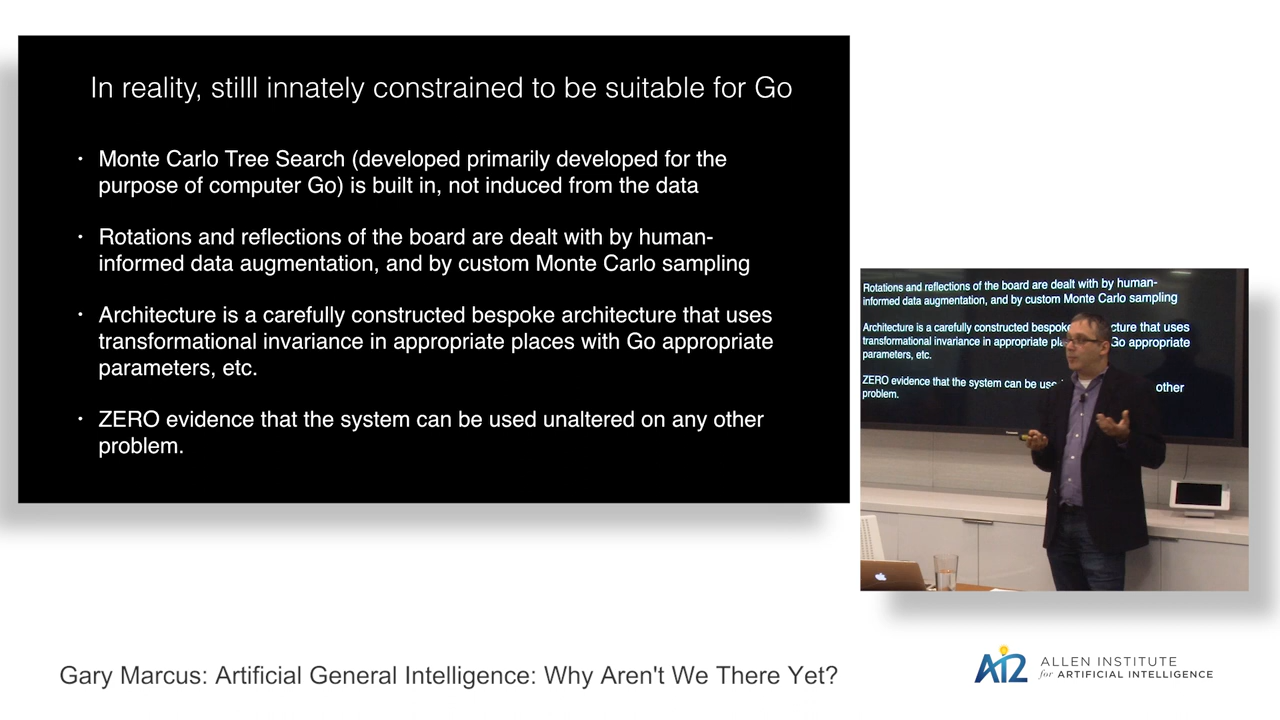 In reality, stilll innately constrained to be suitable for Go
• Monte Carlo Tree Search (developed primarily developed for the
purpose of computer Go) is built in, not induced from the data
• Rotations and reflections of the board are dealt with by human-
informed data augmentation, and by custom Monte Carlo sampling
• Architecture is a carefully constructed bespoke architecture that uses
transformational invariance in appropriate places with Go appropriate
parameters, etc.
• ZERO evidence that the system can be used unaltered on any other
problem.
Rotations and reflections of the board are dealt with by human-
informed data augmentation, and by custom Monte Carlo sampling
Architecture is a carefully constructed bespoke cture that uses
transformational invariance in appropriate Go appropriate
parameters, etc.
ZERO evidence that the system can be other
problem.
Gary Marcus: Artificial General Intelligence: Why Aren't We There Yet?
AI2
ALLEN INSTITUTE
for ARTIFICIAL INTELLIGENCE